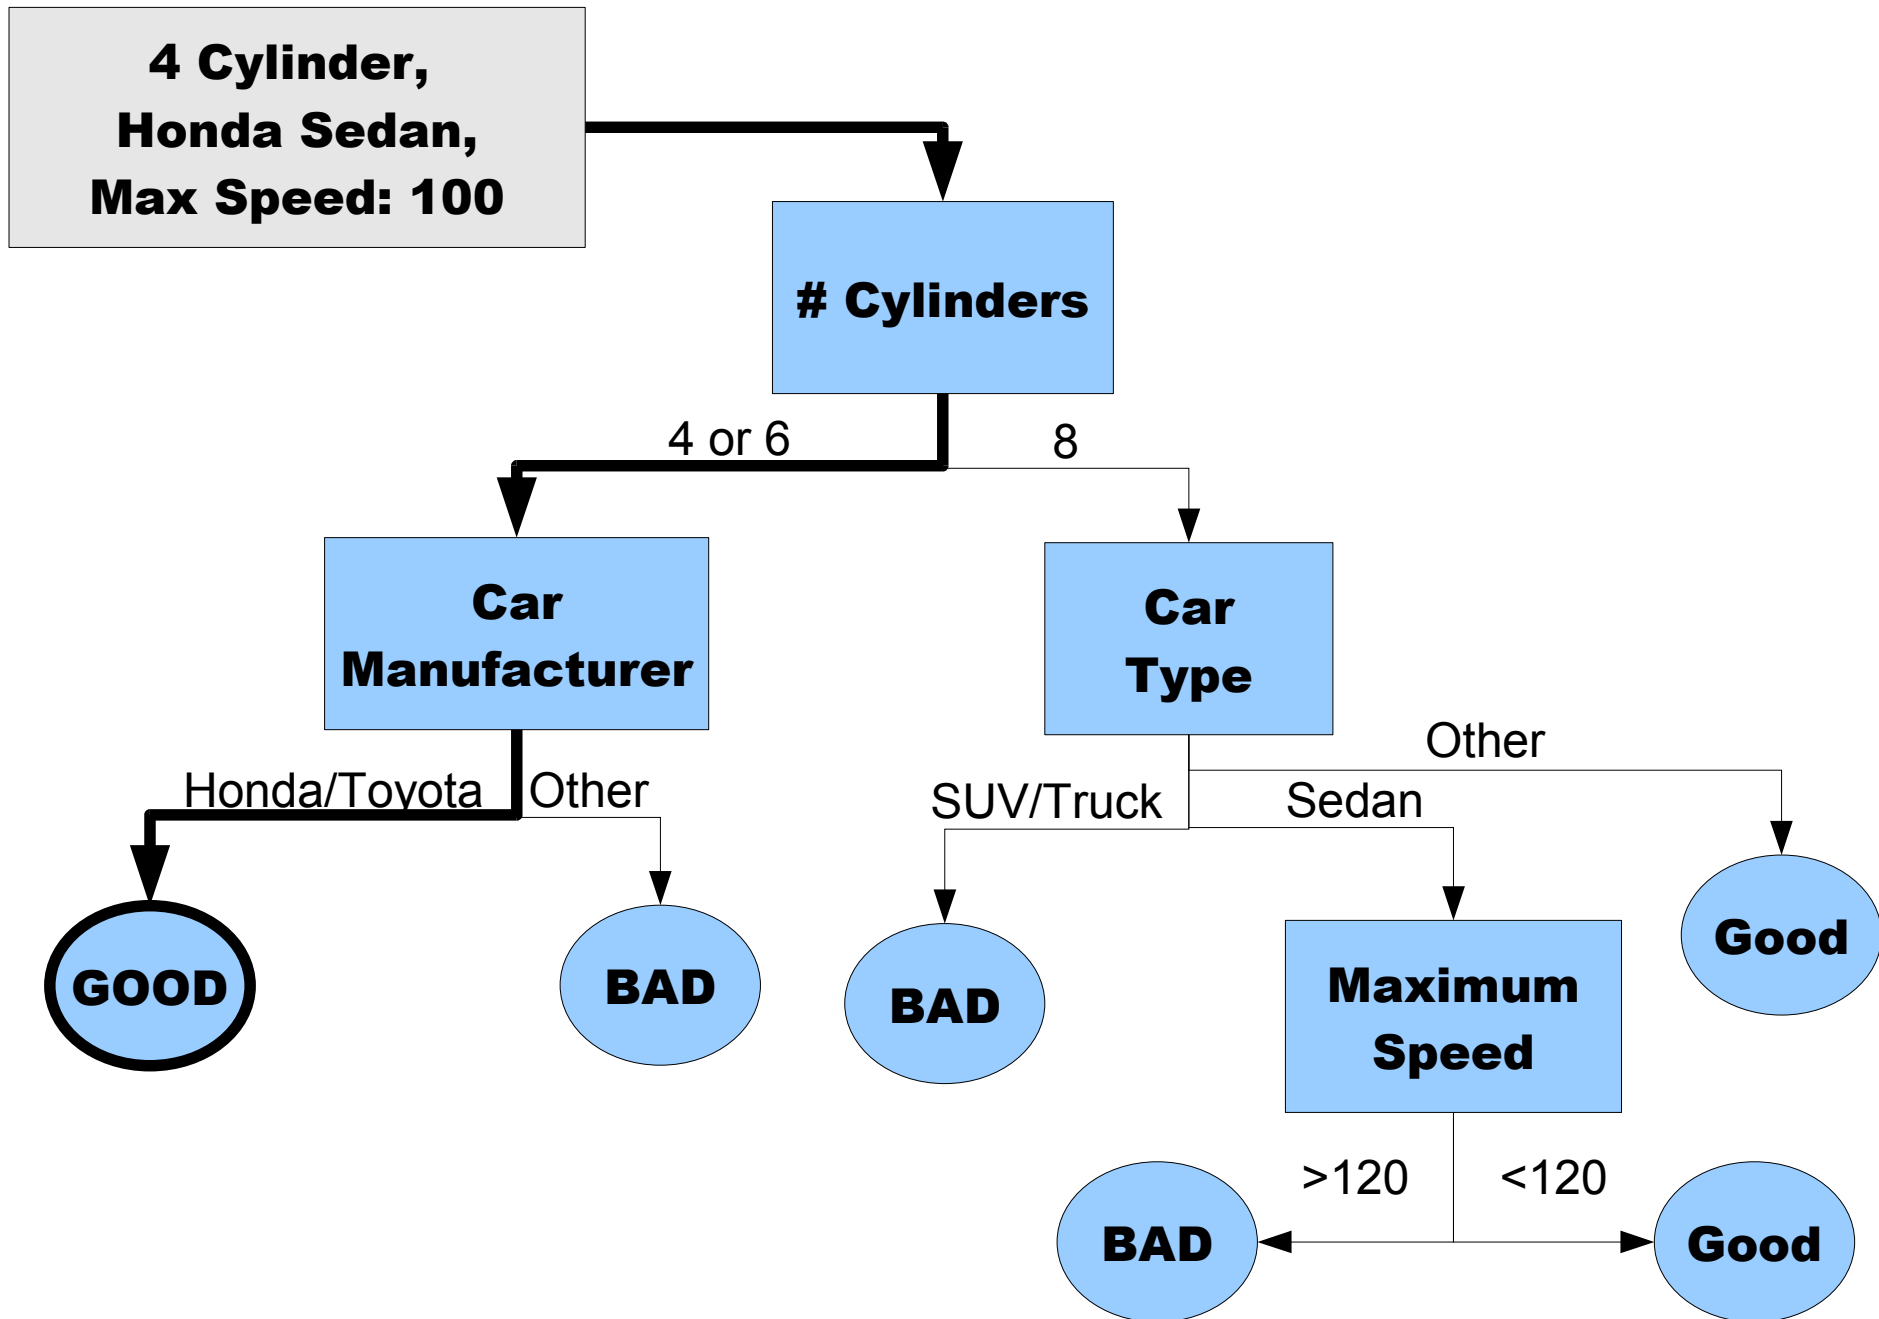 4 Cylinder,
Honda Sedan,
Max Speed: 100
# Cylinders
4 or 6
8
Car
Manufacturer
Car
Type
Honda/Toyota
Other
SUV/Truck
Sedan
Other
GOOD
BAD
BAD
Maximum
Speed
Good
>120
<120
BAD
Good